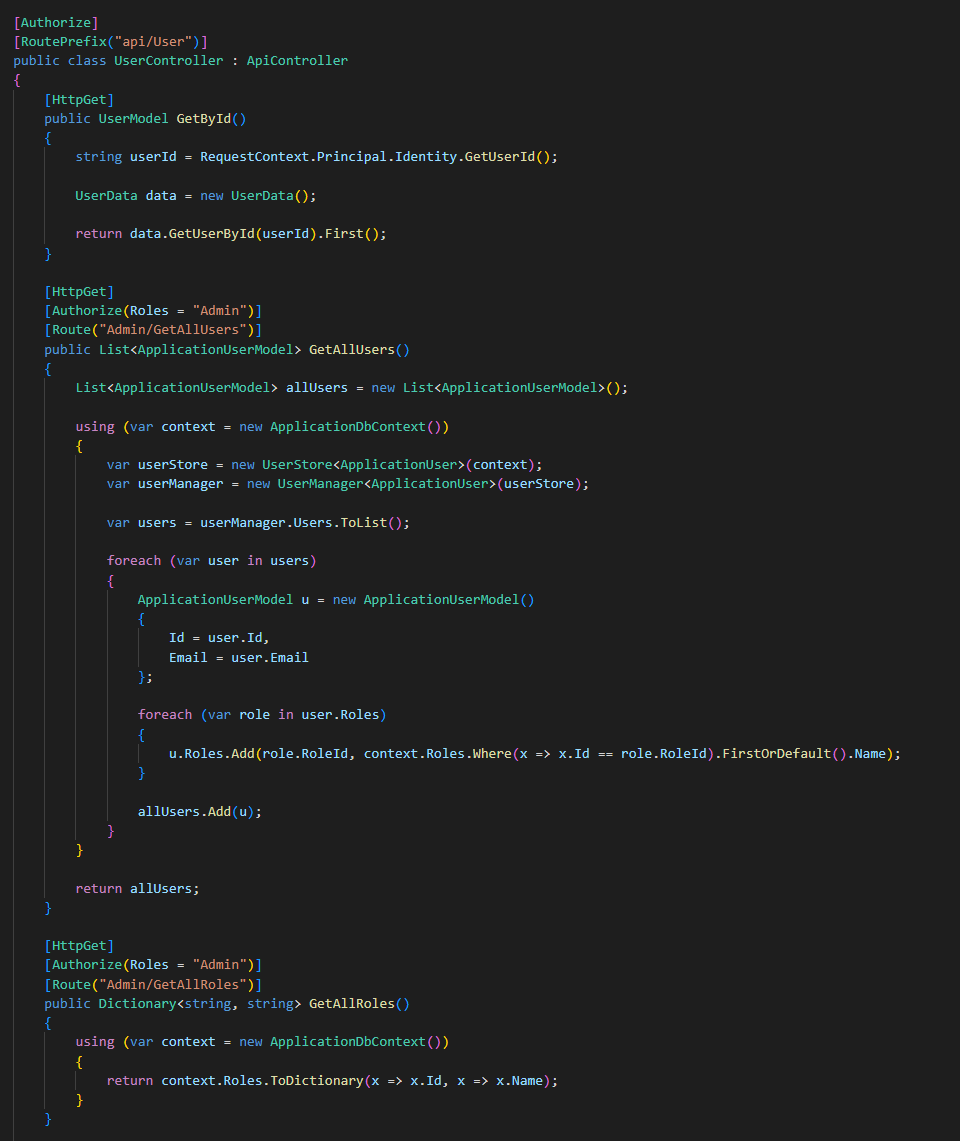 [Authorize]
[RoutePrefix("api/User")]
public class UserController : ApiController
{
    [HttpGet]
    public UserModel GetById()
    {
        string userId = RequestContext.Principal.Identity.GetUserId();

        UserData data = new UserData();

        return data.GetUserById(userId).First();
    }

    [HttpGet]
    [Authorize(Roles = "Admin")]
    [Route("Admin/GetAllUsers")]
    public List<ApplicationUserModel> GetAllUsers()
    {
        List<ApplicationUserModel> allUsers = new List<ApplicationUserModel>();

        using (var context = new ApplicationDbContext())
        {
            var userStore = new UserStore<ApplicationUser>(context);
            var userManager = new UserManager<ApplicationUser>(userStore);

            var users = userManager.Users.ToList();

            foreach (var user in users)
            {
                ApplicationUserModel u = new ApplicationUserModel()
                {
                    Id = user.Id,
                    Email = user.Email
                };

                foreach (var role in user.Roles)
                {
                    u.Roles.Add(role.RoleId, context.Roles.Where(x => x.Id == role.RoleId).FirstOrDefault().Name);
                }

                allUsers.Add(u);
            }
        }

        return allUsers;
    }

    [HttpGet]
    [Authorize(Roles = "Admin")]
    [Route("Admin/GetAllRoles")]
    public Dictionary<string, string> GetAllRoles()
    {
        using (var context = new ApplicationDbContext())
        {
            return context.Roles.ToDictionary(x => x.Id, x => x.Name);
        }
    }